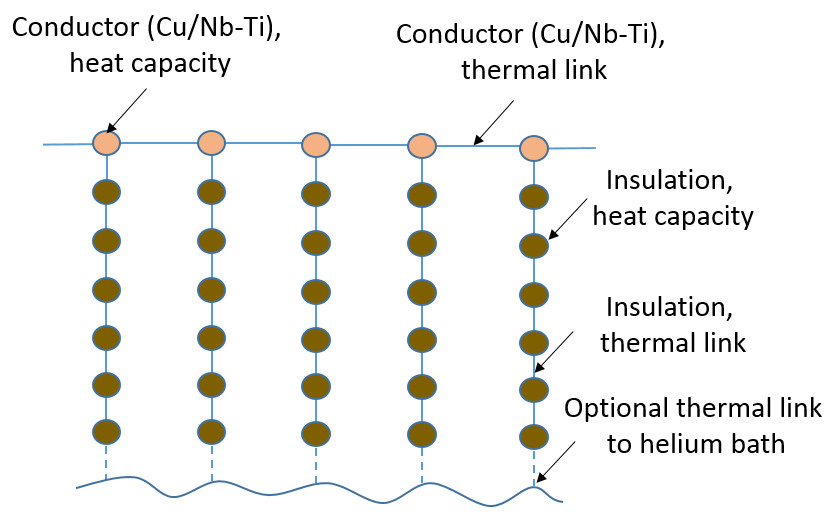 Conductor (Cu/Nb-Ti),
heat capacity
Conductor (Cu/Nb-Ti),
thermal link
Insulation,
heat capacity
Insulation,
thermal link
Optional thermal link
to helium bath